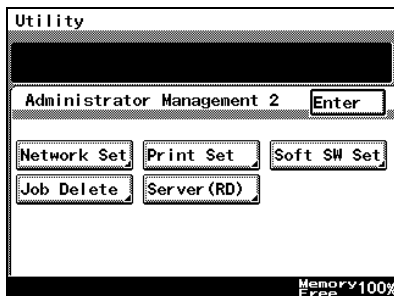 Utility
Administrator Management 2 Enter
Network Set Print Set Soft SW Set
Job Delete Server(RD)
Memory Free 100%